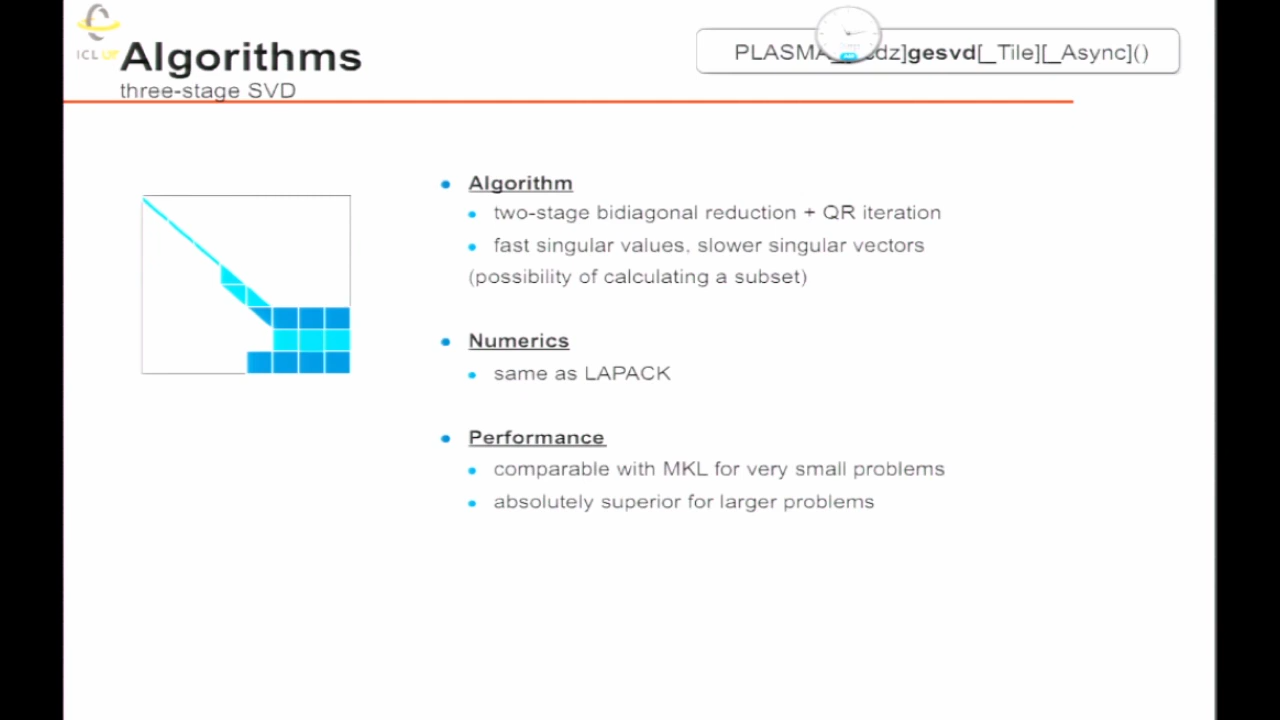 ICL UT
Algorithms
three-stage SVD
dz]gesvd[_Tile][_Async]()
Algorithm
two-stage bidiagonal reduction + QR iteration
fast singular values, slower singular vectors
(possibility of calculating a subset)
Numerics
same as LAPACK
Performance
comparable with MKL for very small problems
absolutely superior for larger problems